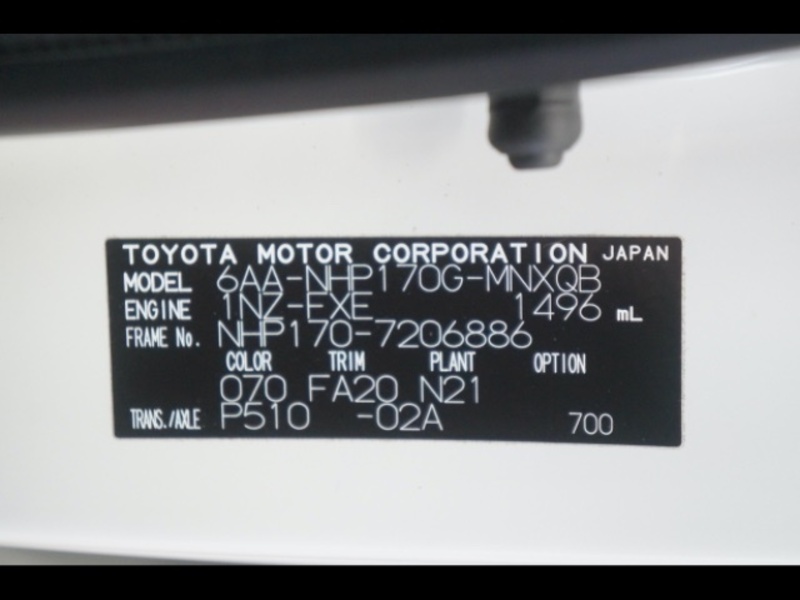 TOYOTA MOTOR CORPORATION JAPAN
MODEL 6AA-NHP170G-MNXQB
ENGINE 1NZ-FXE 1496 mL
FRAME No. NHP170-7206886
COLOR TRIM PLANT OPTION
070 FA20 N21
TRANS./AXLE P510 -02A 700